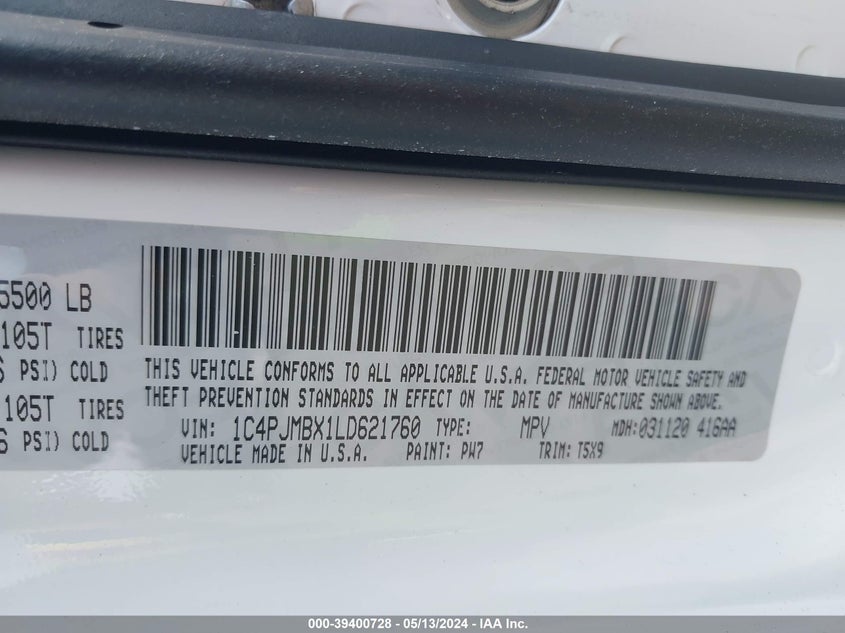 5500 LB
105T TIRES
PSI) COLD
105T TIRES
PSI) COLD
THIS VEHICLE CONFORMS TO ALL APPLICABLE U.S.A. FEDERAL MOTOR VEHICLE SAFETY AND
THEFT PREVENTION STANDARDS IN EFFECT ON THE DATE OF MANUFACTURE SHOWN ABOVE.
VIN: 1C4PJMBX1LD621760 TYPE: MPV MDH: 031120 416AA
VEHICLE MADE IN U.S.A. PAINT: PW7 TRIM: T5X9
000-39400728 - 05/13/2024 - IAA Inc.